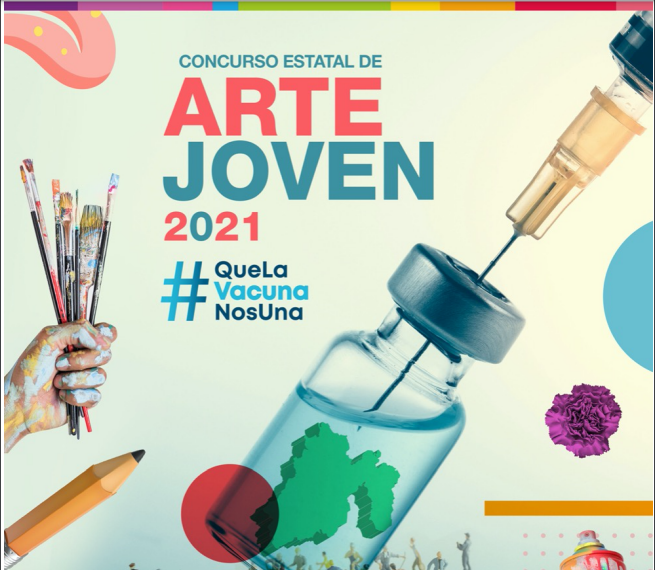 CONCURSO ESTATAL DE
ARTE
JOVEN
2021
#QueLa
Vacuna
NosUna